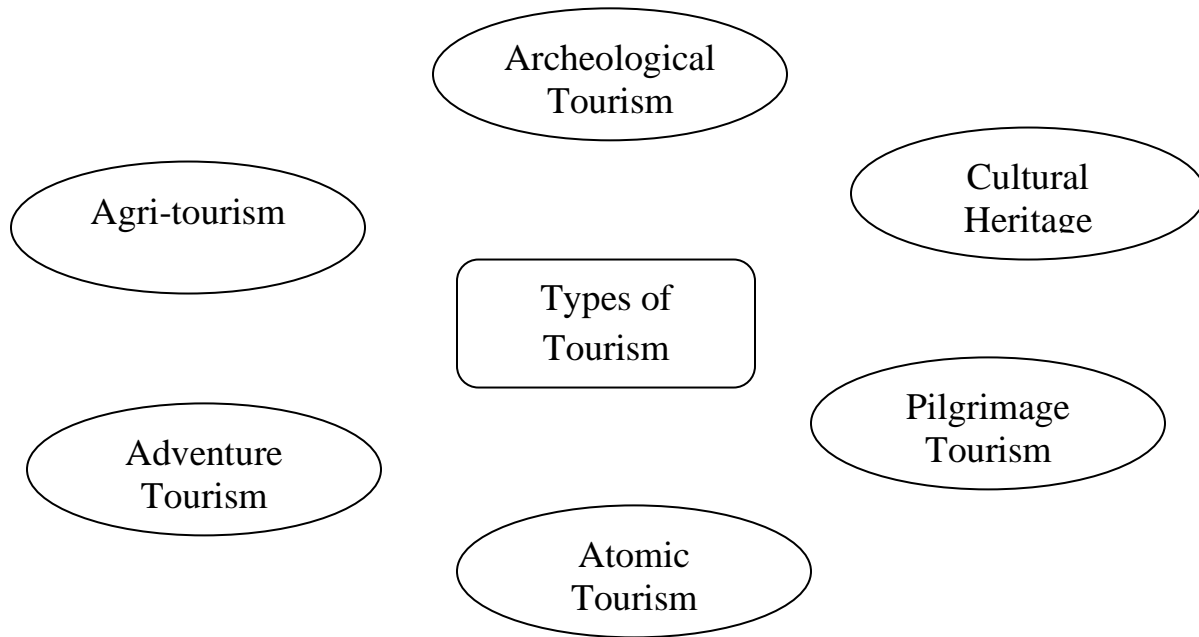 Archeological
Tourism
Cultural
Heritage
Agri-tourism
Types of
Tourism
Pilgrimage
Tourism
Adventure
Tourism
Atomic
Tourism